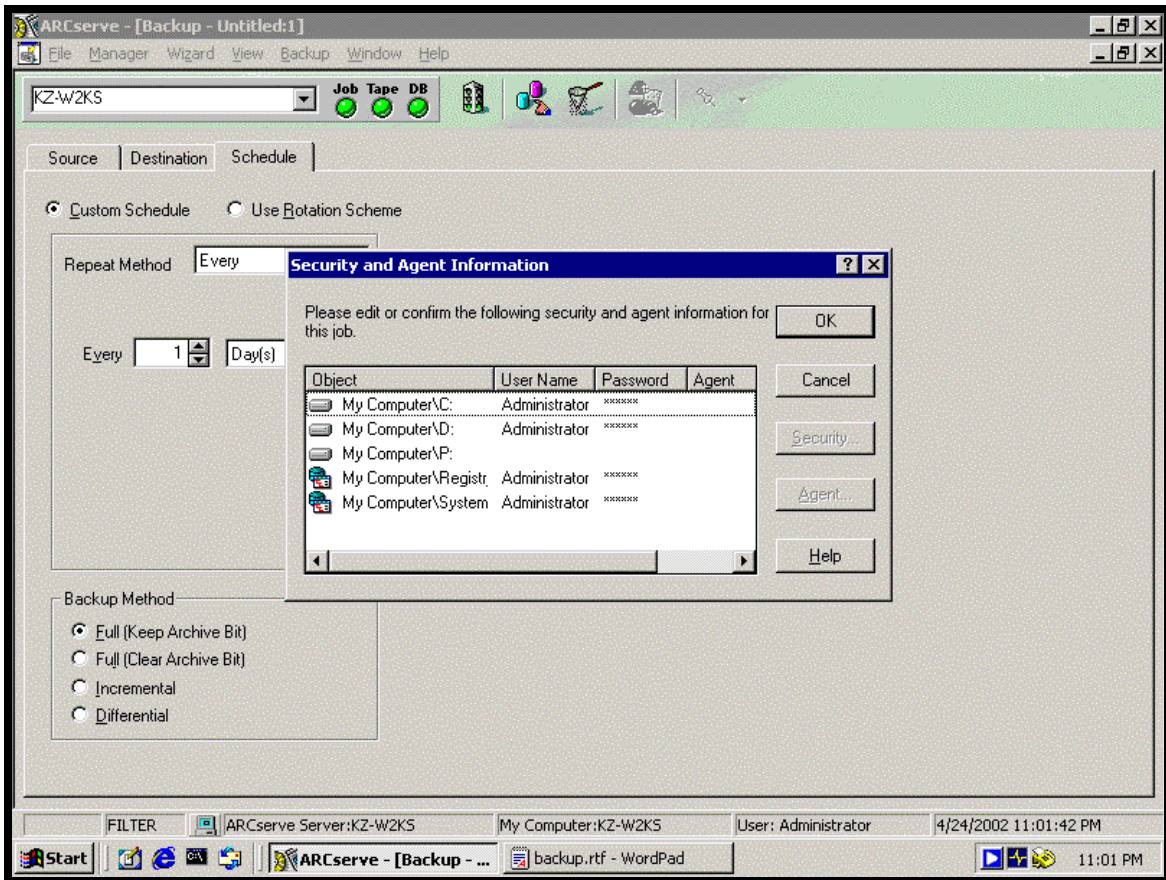 ARCserve - [Backup - Untitled:1]
File Manager Wizard View Backup Window Help
KZ-W2KS
Job Tape DB
Source Destination Schedule
Custom Schedule Use Rotation Scheme
Repeat Method Every
Every 1 Day(s)
Security and Agent Information
Please edit or confirm the following security and agent information for
this job.
OK
Cancel
Security...
Agent...
Help
Object User Name Password Agent
My Computer\C: Administrator ******
My Computer\D: Administrator ******
My Computer\P:
My Computer\Registr Administrator ******
My Computer\System Administrator ******
Backup Method
Full (Keep Archive Bit)
Full (Clear Archive Bit)
Incremental
Differential
FILTER ARCserve Server:KZ-W2KS My Computer:KZ-W2KS User: Administrator 4/24/2002 11:01:42 PM
Start ARCserve - [Backup - ... backup.rtf - WordPad 11:01 PM